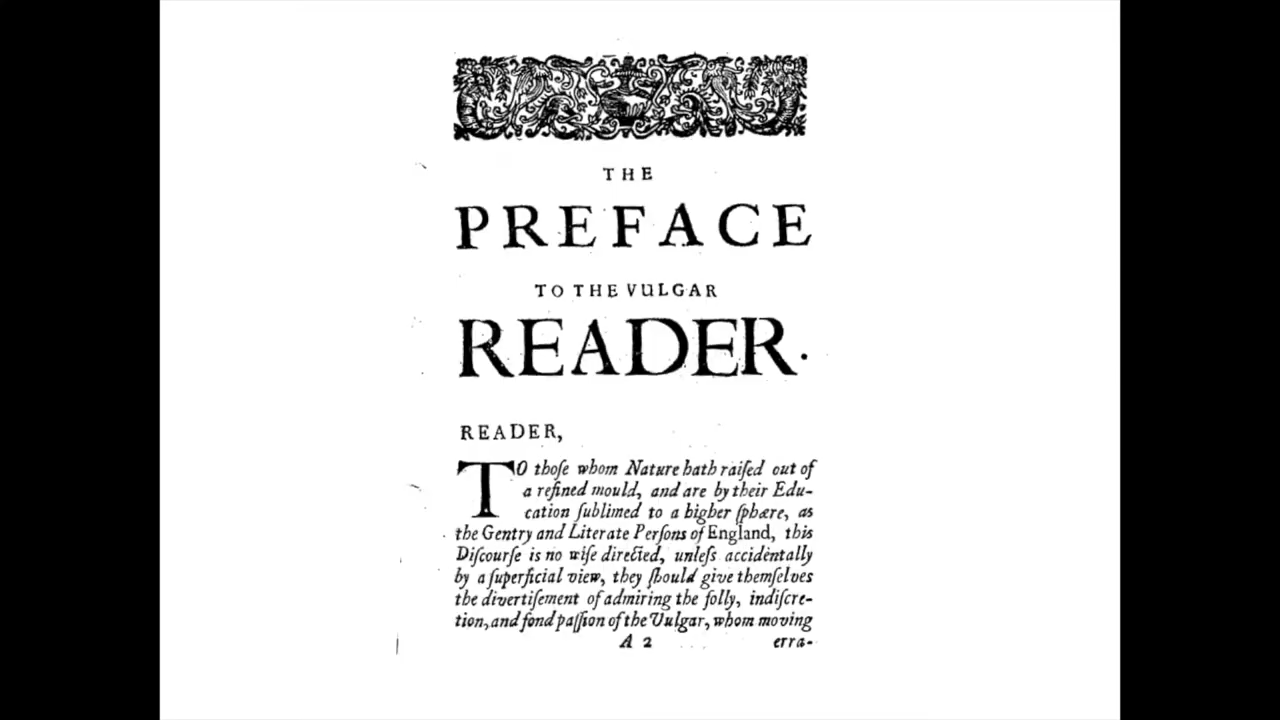 THE
PREFACE
TO THE VULGAR
READER.
READER,
TO thoſe whom Nature hath raiſed out of
a refined mould, and are by their Edu-
cation ſublimed to a higher ſphære, as
the Gentry and Literate Perſons of England, this
Diſcourſe is no wiſe directed, unleſs accidentally
by a ſuperficial view, they ſhould give themſelves
the divertiſement of admiring the folly, indiſcre-
tion, and fond paſſion of the Vulgar, whom moving
A 2 erra-